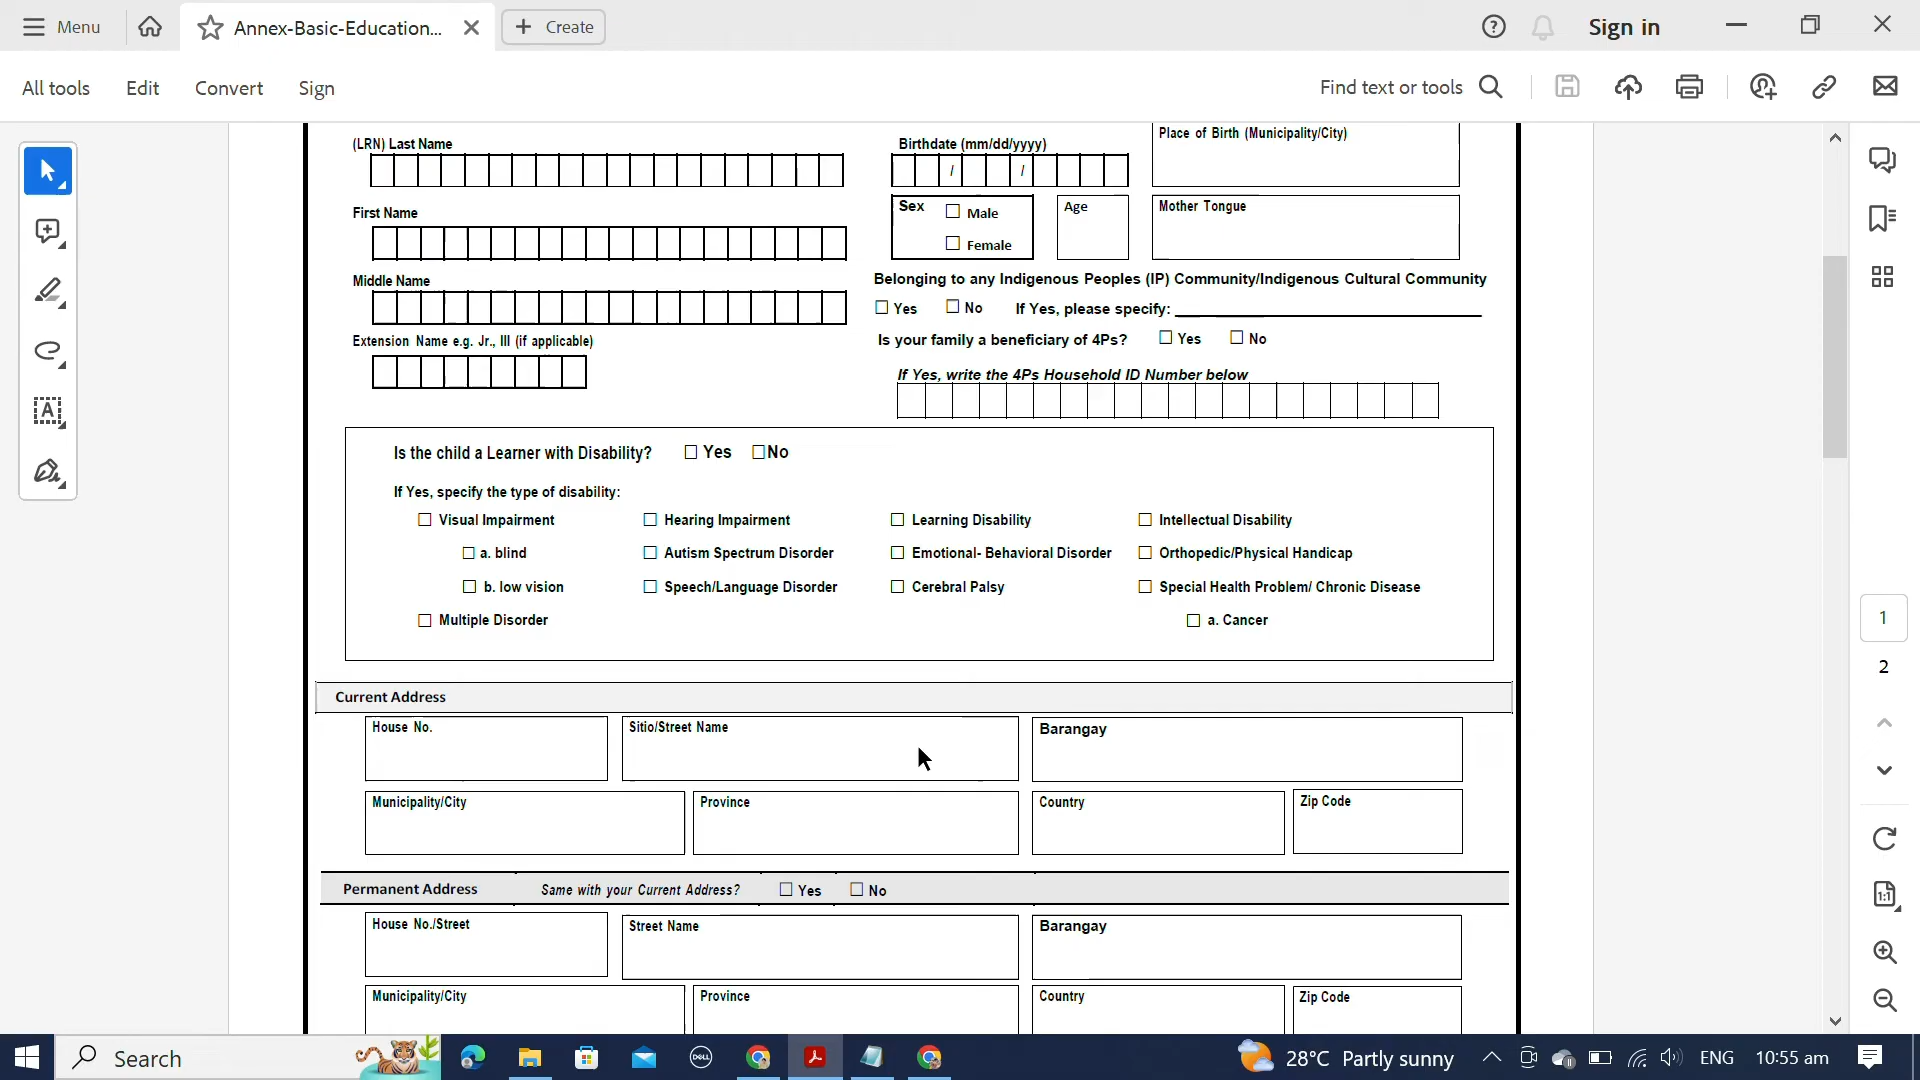 Menu
Annex-Basic-Education...
Create
Sign in
All tools
Edit
Convert
Sign
Find text or tools
(LRN) Last Name
Birthdate (mm/dd/yyyy)
/ /
Place of Birth (Municipality/City)
First Name
Sex
Male
Female
Age
Mother Tongue
Middle Name
Belonging to any Indigenous Peoples (IP) Community/Indigenous Cultural Community
Yes No If Yes, please specify:
Extension Name e.g. Jr., III (if applicable)
Is your family a beneficiary of 4Ps? Yes No
If Yes, write the 4Ps Household ID Number below
Is the child a Learner with Disability? Yes No
If Yes, specify the type of disability:
Visual Impairment Hearing Impairment Learning Disability Intellectual Disability
a. blind Autism Spectrum Disorder Emotional- Behavioral Disorder Orthopedic/Physical Handicap
b. low vision Speech/Language Disorder Cerebral Palsy Special Health Problem/ Chronic Disease
Multiple Disorder a. Cancer
Current Address
House No. Sitio/Street Name Barangay
Municipality/City Province Country Zip Code
Permanent Address Same with your Current Address? Yes No
House No./Street Street Name Barangay
Municipality/City Province Country Zip Code
1
2
1:1
Search
DELL
28°C Partly sunny
ENG
10:55 am